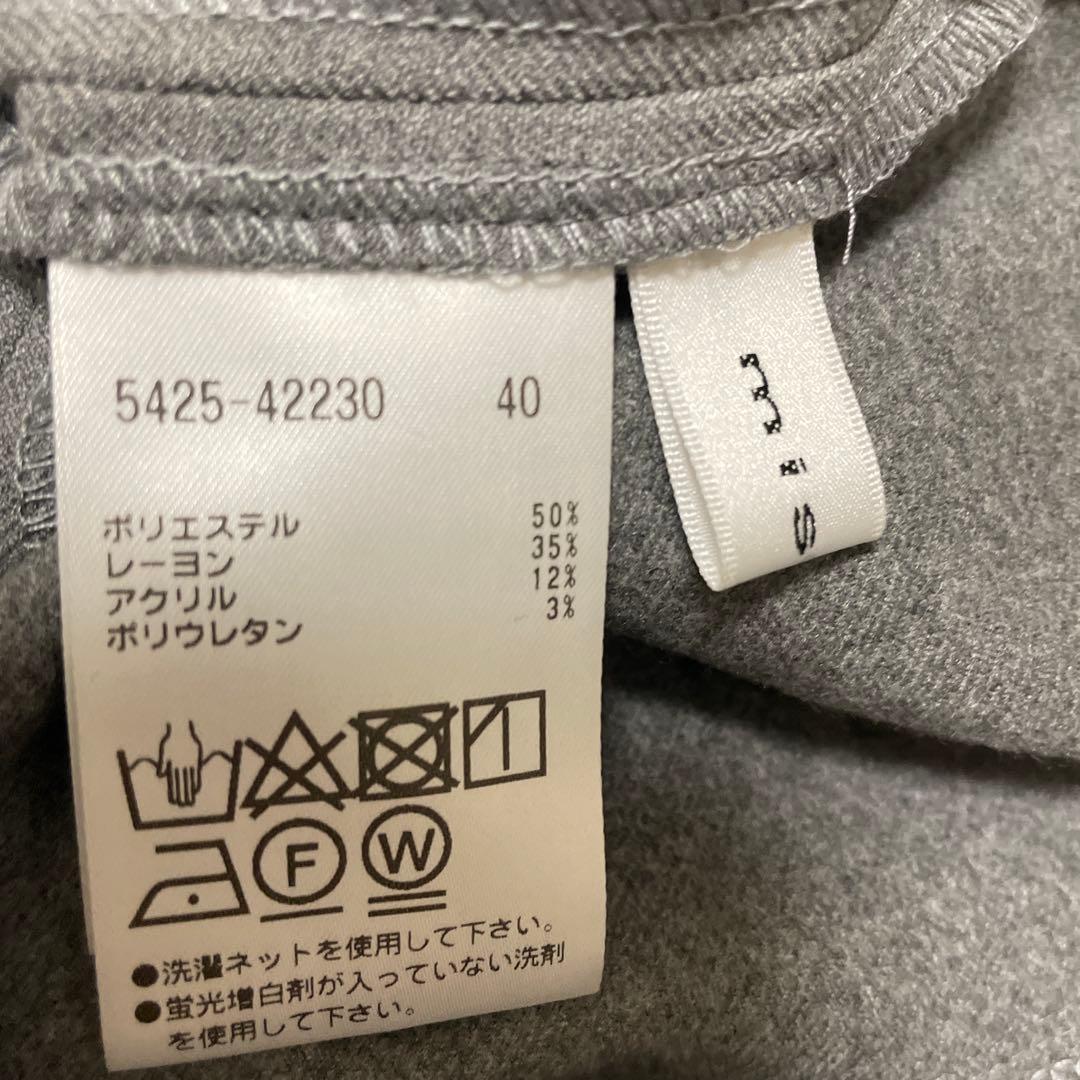 5425-42230 40
ポリエステル 50%
レーヨン 35%
アクリル 12%
ポリウレタン 3%
F W
●洗濯ネットを使用して下さい。
●蛍光増白剤が入っていない洗剤
を使用して下さい。